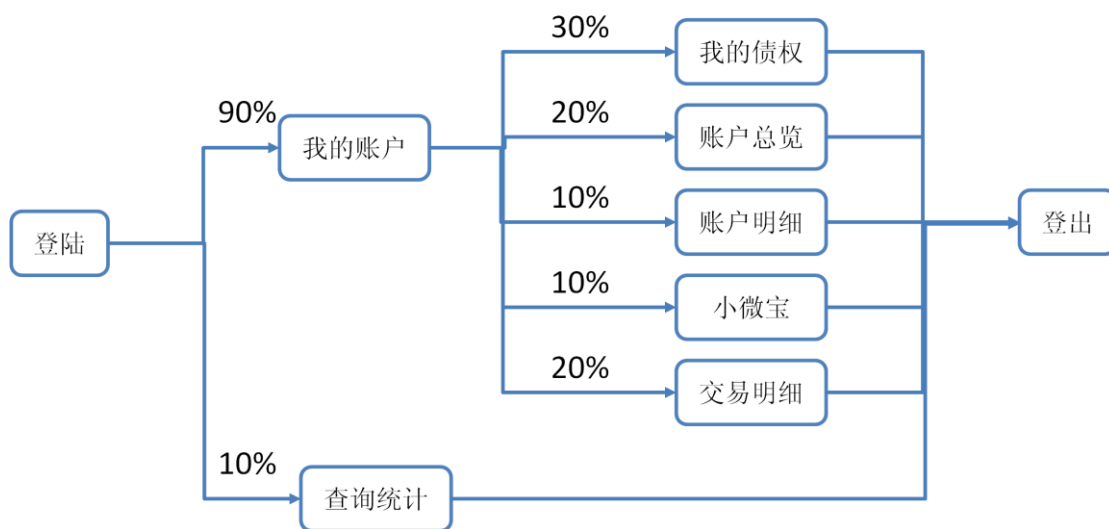 30%
我的债权
90%
20%
我的账户
账户总览
10%
账户明细
登陆
登出
10%
小微宝
20%
交易明细
10%
查询统计